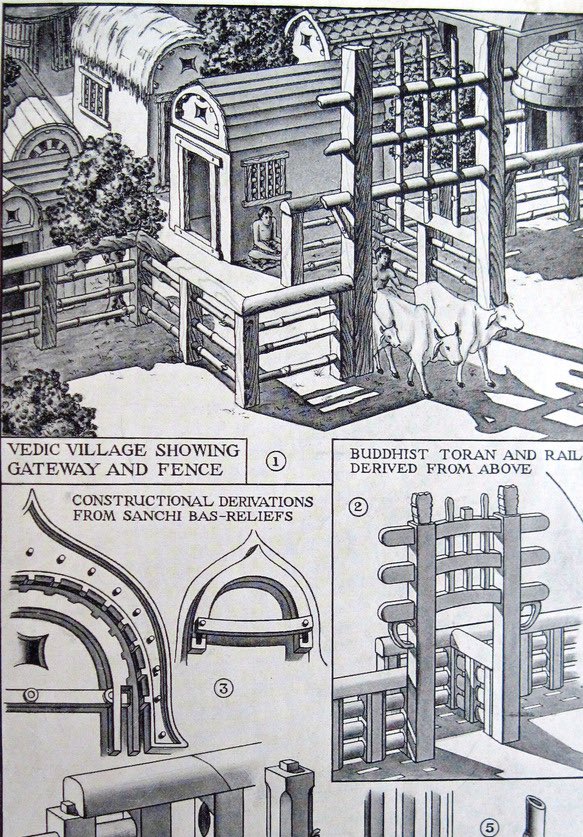 VEDIC VILLAGE SHOWING
GATEWAY AND FENCE
1
BUDDHIST TORAN AND RAIL
DERIVED FROM ABOVE
2
CONSTRUCTIONAL DERIVATIONS
FROM SANCHI BAS-RELIEFS
3
5